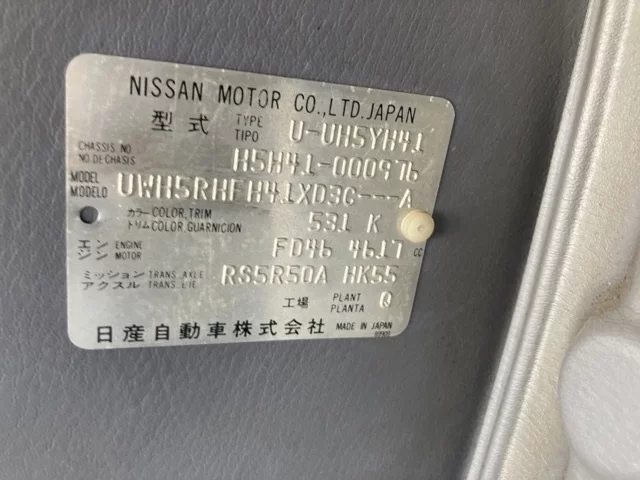 NISSAN MOTOR CO.,LTD.JAPAN
型式 TYPE TIPO U-UH5YH41
CHASSIS NO NO.DE CHASIS H5H41-000976
MODEL MODELO UWH5RHFH41XD3G---A
カラー COLOR,TRIM トリム COLOR,GUARNICION 531 K
エンジン ENGINE MOTOR FD46 4617 cc
ミッション TRANS. AXLE アクスル TRANS. EJE RS5R50A HK55
工場 PLANT PLANTA Q
日産自動車株式会社 MADE IN JAPAN